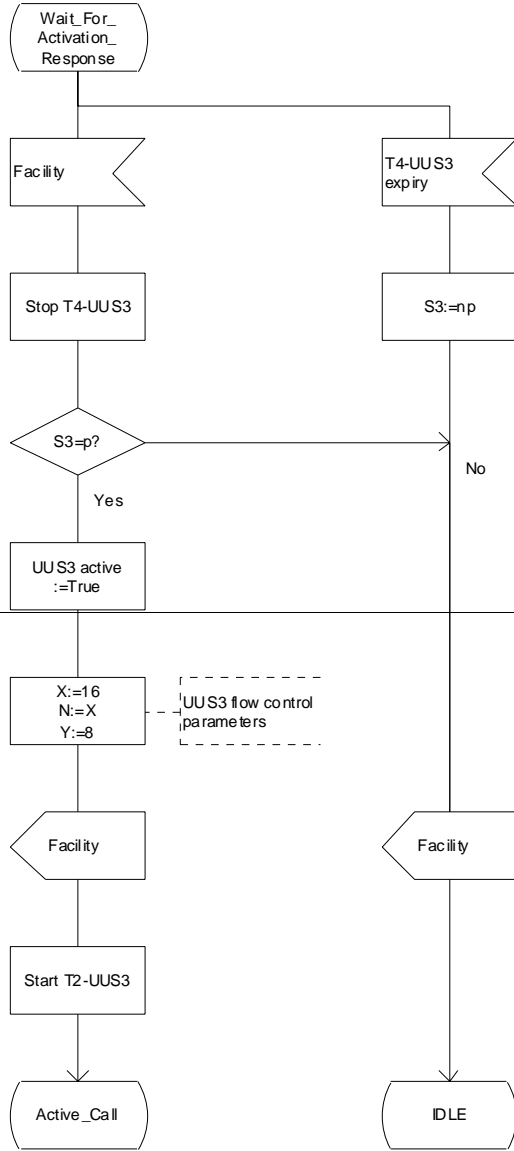 Wait_For_
Activation_
Response
Facility
T4-UUS3
expiry
Stop T4-UUS3
S3:=np
S3=p?
No
Yes
UUS3 active
:=True
X:=16
N:=X
Y:=8
UUS3 flow control
parameters
Facility
Facility
Start T2-UUS3
Active_Call
IDLE